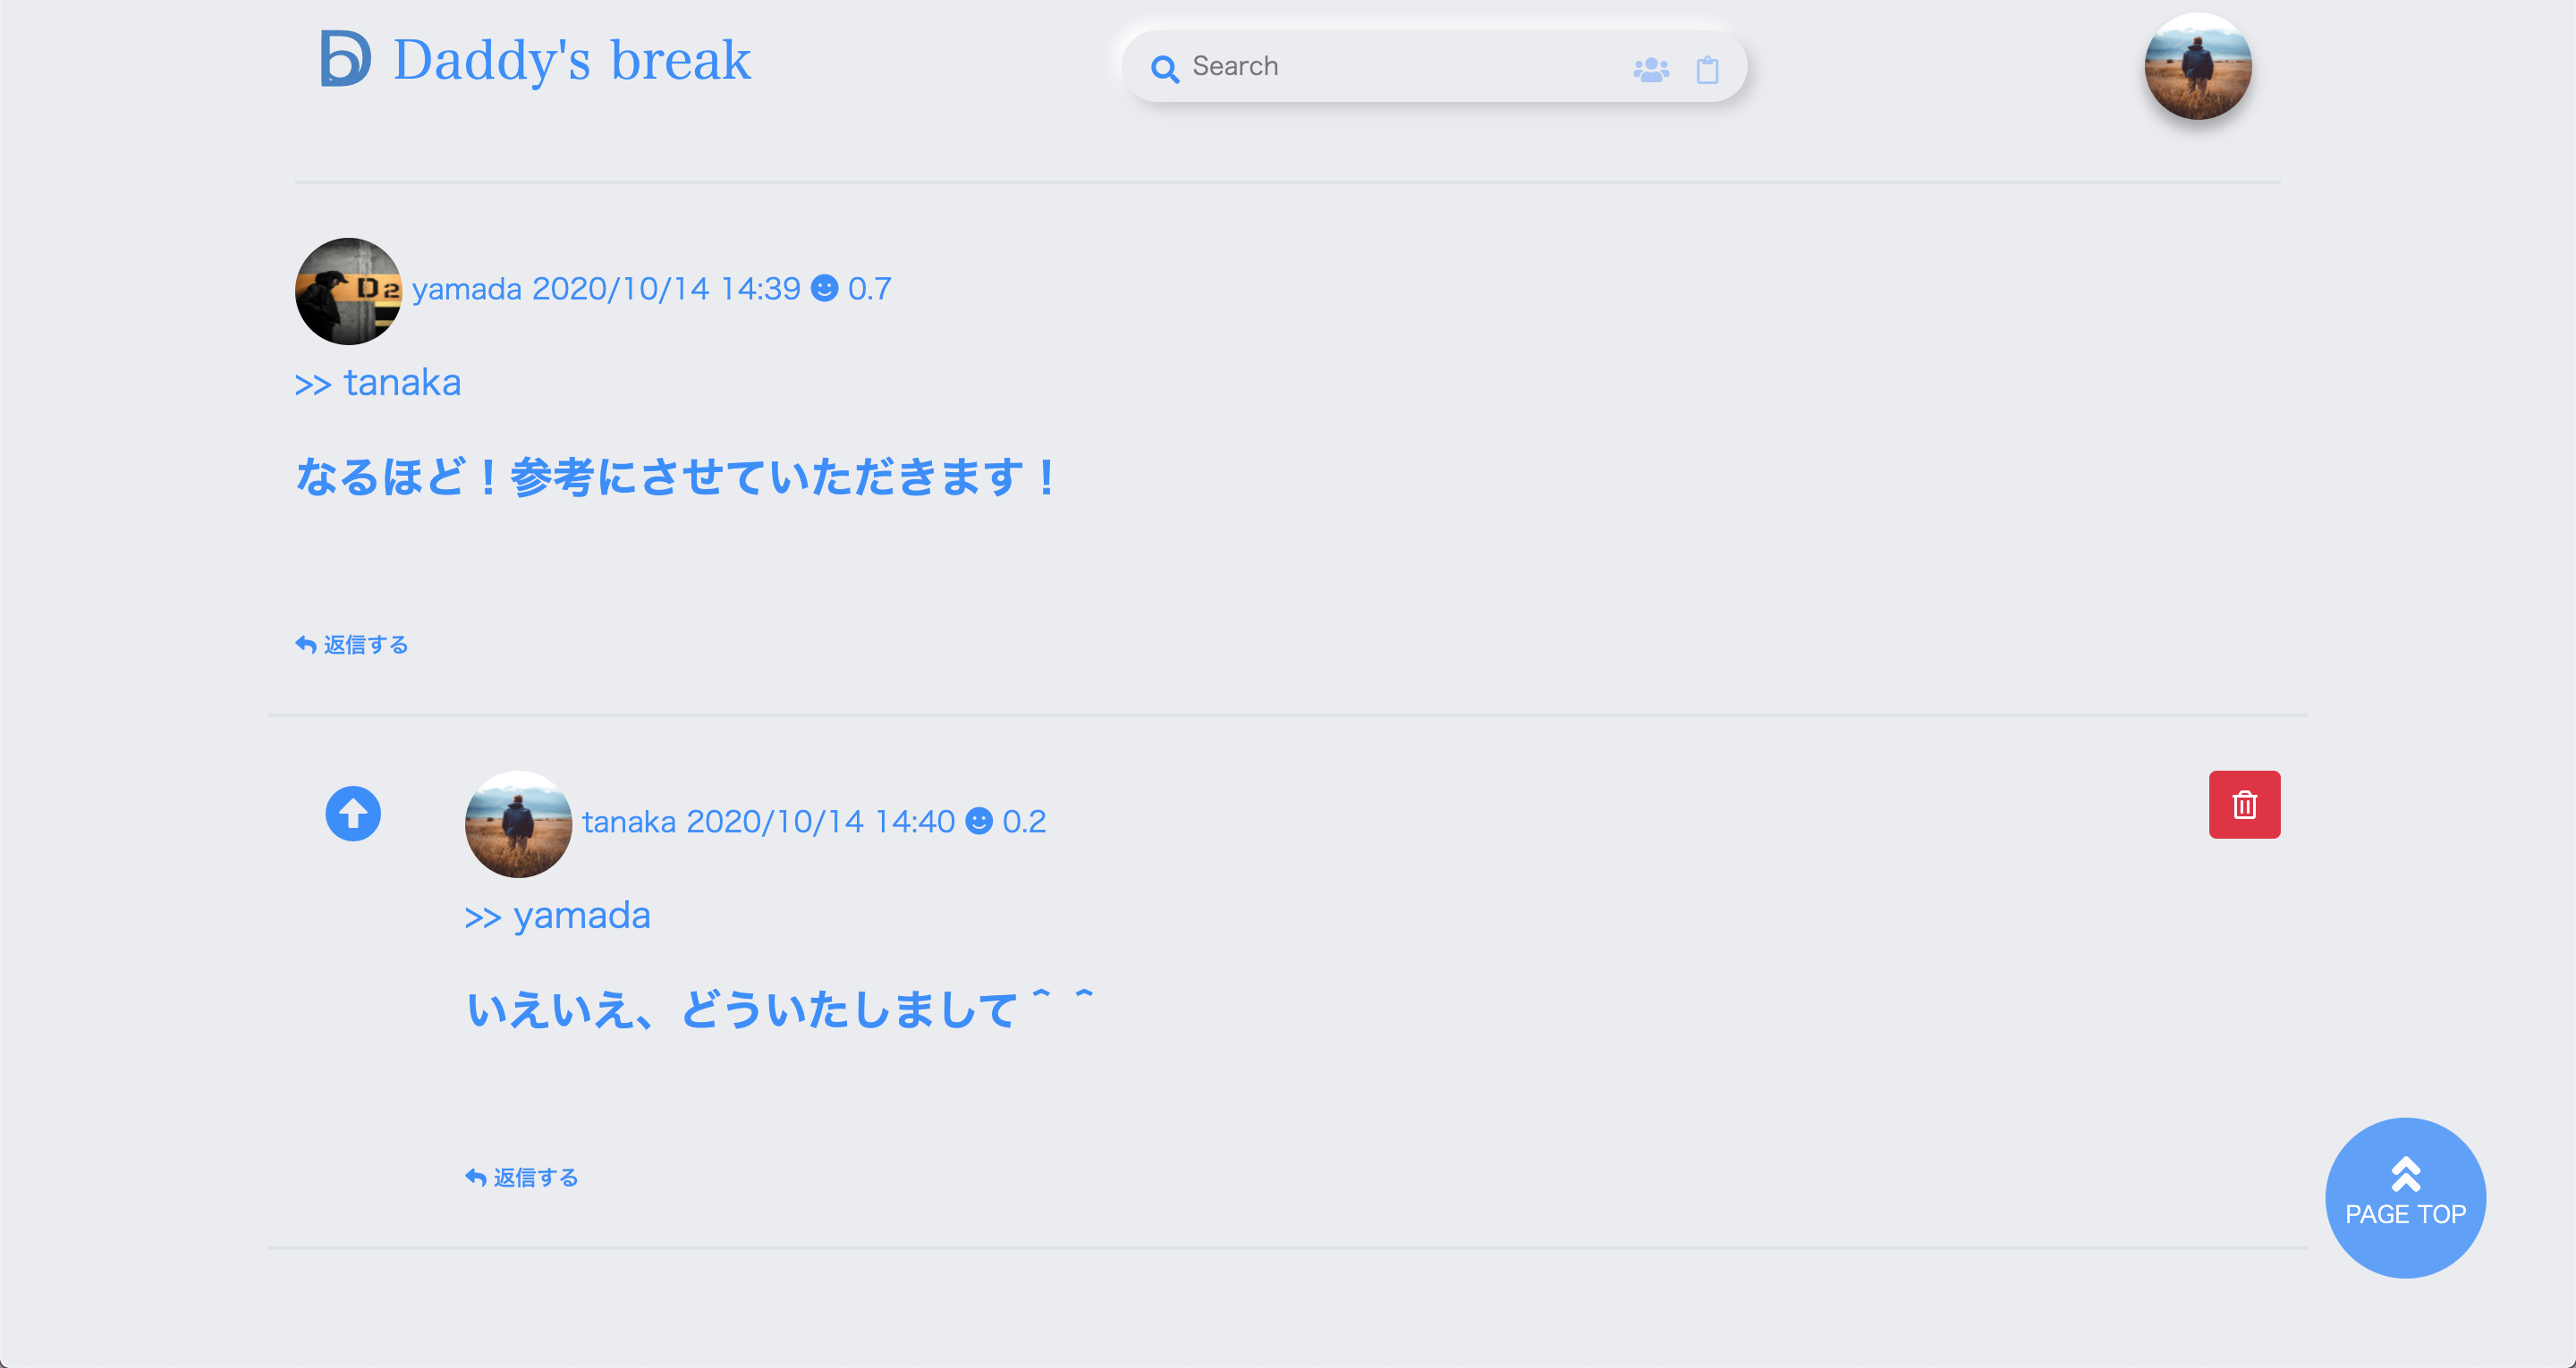 Daddy's break
Search
D2
yamada 2020/10/14 14:39 0.7
>> tanaka
なるほど！参考にさせていただきます！
返信する
tanaka 2020/10/14 14:40 0.2
>> yamada
いえいえ、どういたしまして＾ ＾
返信する
PAGE TOP